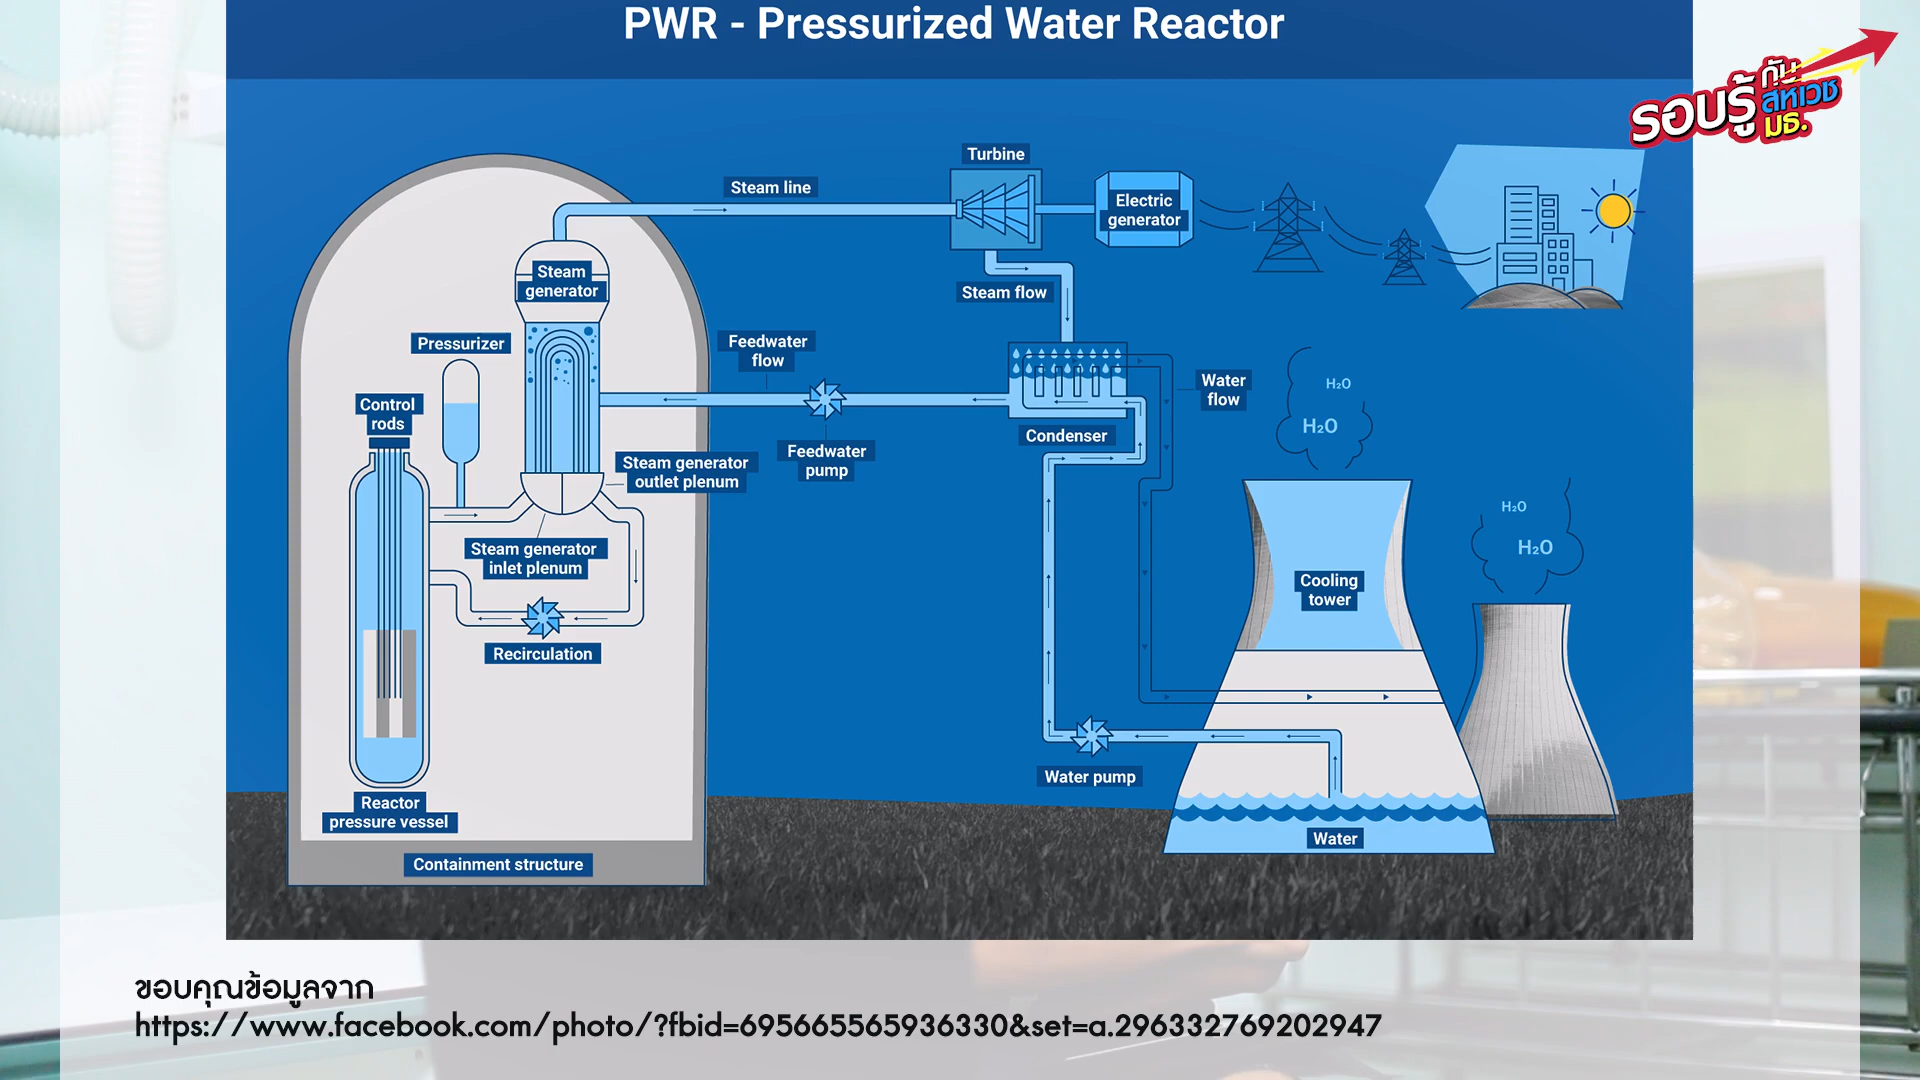 PWR - Pressurized Water Reactor
รอบรู้
กับ
สหเวช
มธ.
Turbine
Steam line
Electric
generator
Steam
generator
Steam flow
Pressurizer
Feedwater
flow
Water
flow
H₂O
H₂O
Control
rods
Condenser
Feedwater
pump
Steam generator
outlet plenum
H₂O
H₂O
Steam generator
inlet plenum
Cooling
tower
Recirculation
Water pump
Reactor
pressure vessel
Water
Containment structure
ขอบคุณข้อมูลจาก
https://www.facebook.com/photo/?fbid=695665565936330&set=a.296332769202947